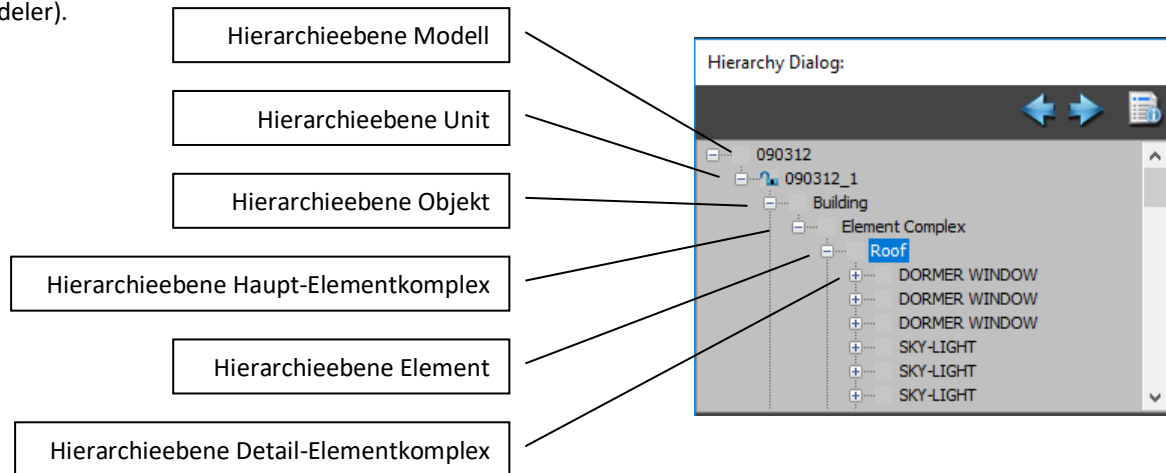 deler).
Hierarchieebene Modell
Hierarchieebene Unit
Hierarchieebene Objekt
Hierarchieebene Haupt-Elementkomplex
Hierarchieebene Element
Hierarchieebene Detail-Elementkomplex
Hierarchy Dialog:
090312
090312_1
Building
Element Complex
Roof
DORMER WINDOW
DORMER WINDOW
DORMER WINDOW
SKY-LIGHT
SKY-LIGHT
SKY-LIGHT